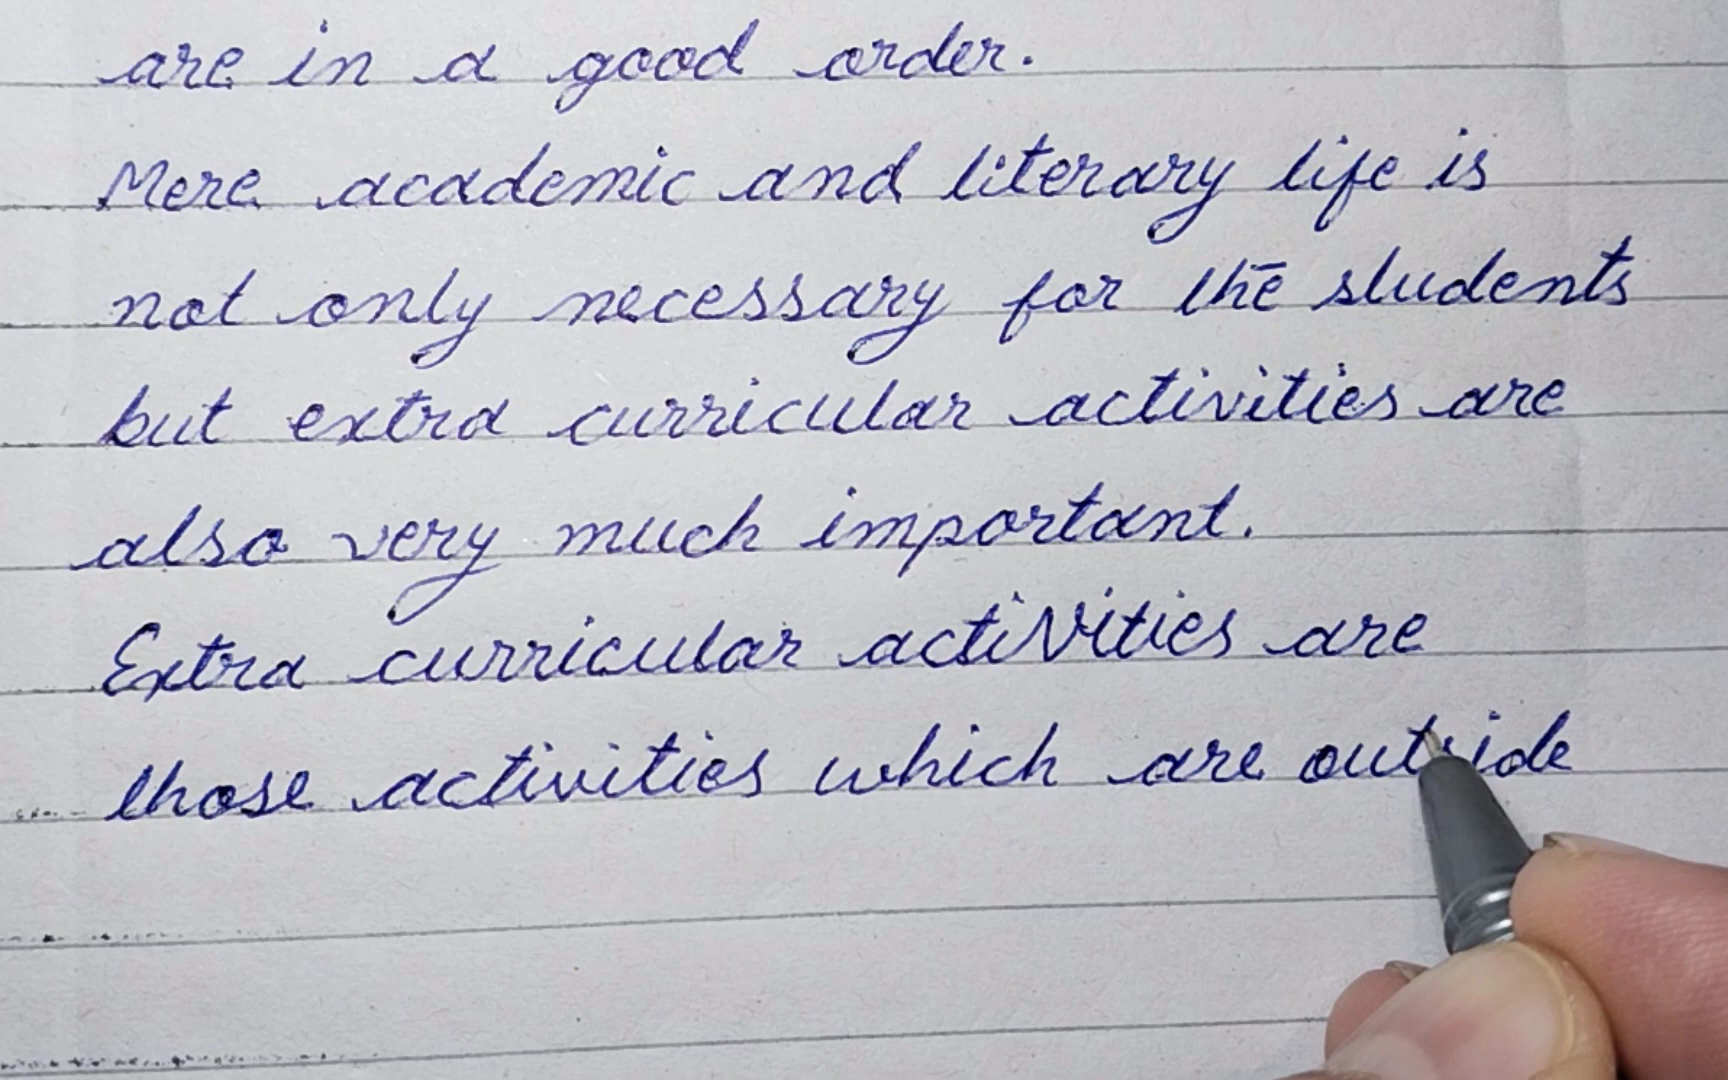 are in a good order.
Mere academic and literary life is
not only necessary for the students
but extra curricular activities are
also very much important.
Extra curricular activities are
those activities which are outside